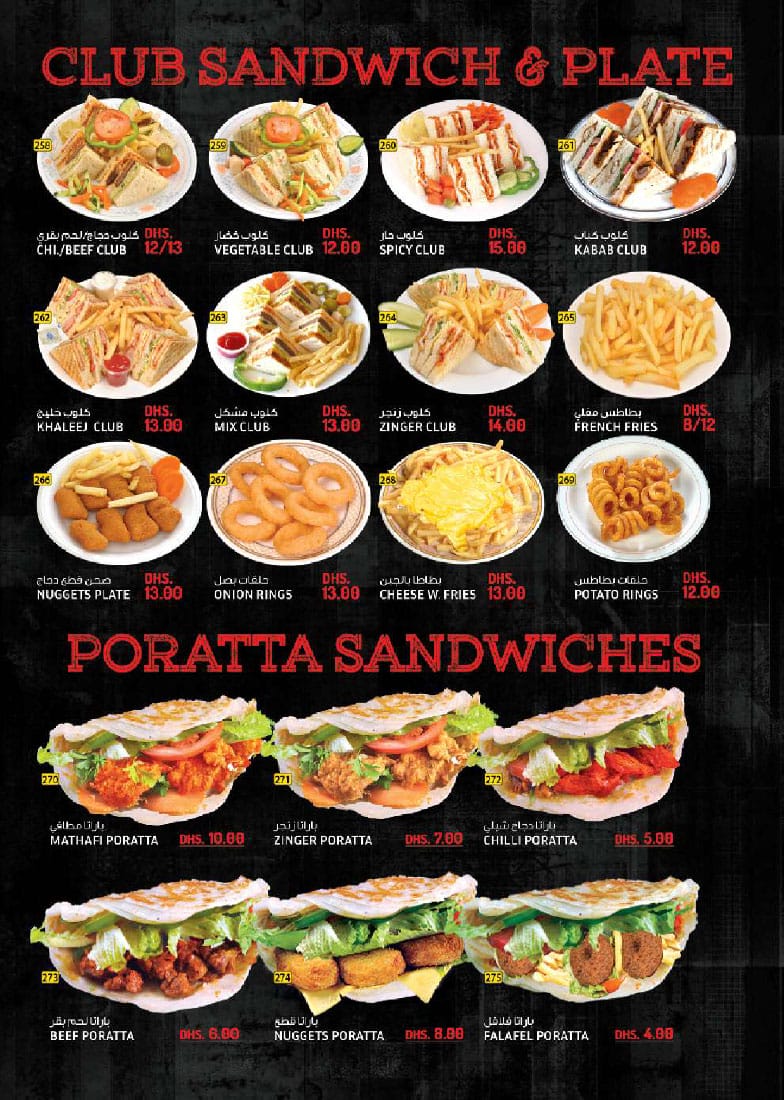 CLUB SANDWICH & PLATE
258
كلوب دجاج/لحم بقري
CHI./BEEF CLUB
DHS.
12/13
259
كلوب خضار
VEGETABLE CLUB
DHS.
12.00
260
كلوب حار
SPICY CLUB
DHS.
15.00
261
كلوب كباب
KABAB CLUB
DHS.
12.00
262
كلوب خليج
KHALEEJ CLUB
DHS.
13.00
263
كلوب مشكل
MIX CLUB
DHS.
13.00
264
كلوب زنجر
ZINGER CLUB
DHS.
14.00
265
بطاطس مقلي
FRENCH FRIES
DHS.
8/12
266
صحن قطع دجاج
NUGGETS PLATE
DHS.
13.00
267
حلقات بصل
ONION RINGS
DHS.
13.00
268
بطاطا بالجبن
CHEESE W. FRIES
DHS.
13.00
269
حلقات بطاطس
POTATO RINGS
DHS.
12.00
PORATTA SANDWICHES
270
باراتا مطافي
MATHAFI PORATTA
DHS. 10.00
271
باراتا زنجر
ZINGER PORATTA
DHS. 7.00
272
باراتا دجاج شيلي
CHILLI PORATTA
DHS. 5.00
273
باراتا لحم بقر
BEEF PORATTA
DHS. 6.00
274
باراتا قطع
NUGGETS PORATTA
DHS. 8.00
275
باراتا فلافل
FALAFEL PORATTA
DHS. 4.00